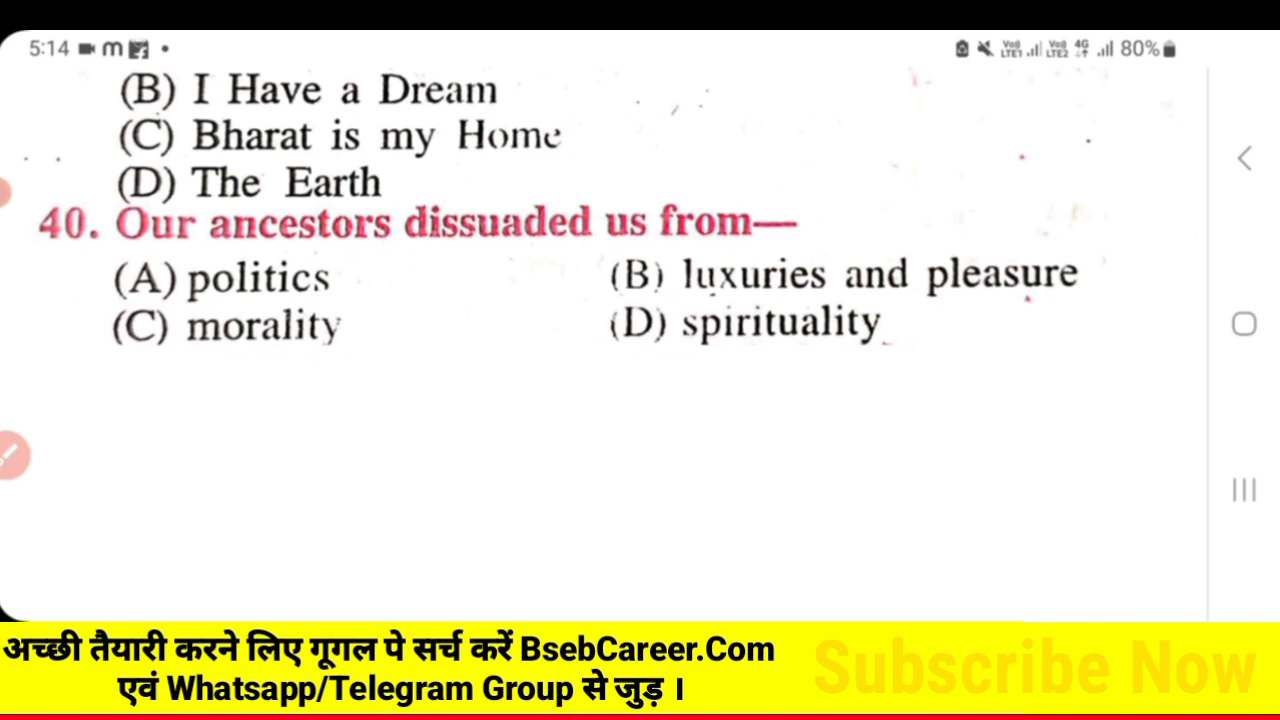 5:14
80%
(B) I Have a Dream
(C) Bharat is my Home
(D) The Earth
40. Our ancestors dissuaded us from—
(A) politics (B) luxuries and pleasure
(C) morality (D) spirituality
अच्छी तैयारी करने लिए गूगल पे सर्च करें BsebCareer.Com
एवं Whatsapp/Telegram Group से जुड़ ।
Subscribe Now